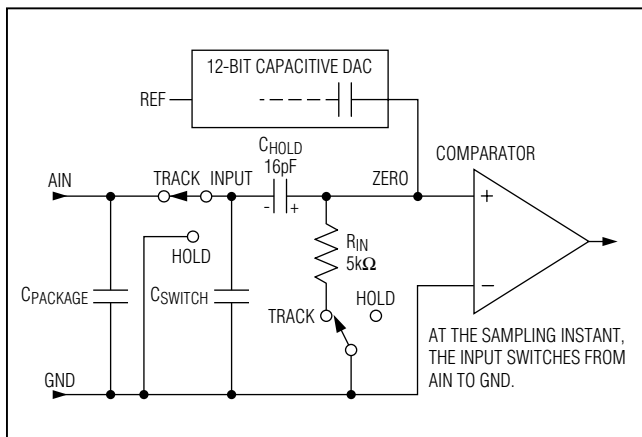 12-BIT CAPACITIVE DAC
REF
CHOLD
16pF
COMPARATOR
AIN
TRACK
INPUT
- +
ZERO
+
HOLD
RIN
5kΩ
CPACKAGE
CSWITCH
HOLD
TRACK
−
AT THE SAMPLING INSTANT,
THE INPUT SWITCHES FROM
AIN TO GND.
GND